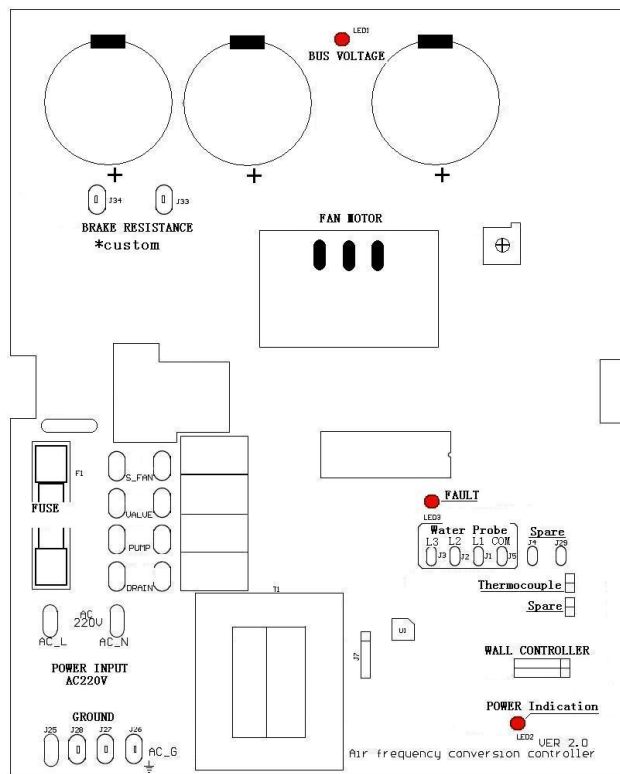 LED1
BUS VOLTAGE
+ + +
J34 J33
BRAKE RESISTANCE
*custom
FAN MOTOR
F1
S_FAN
FAULT
FUSE
VALVE
LED3
Water Probe
Spare
L3 L2 L1 COM
J4 J29
J3 J2 J1 J5
PUMP
Thermocouple
DRAIN
T1
Spare
AC
220V
U1
AC_L AC_N
J7
WALL CONTROLLER
POWER INPUT
AC220V
POWER Indication
GROUND
J25 J28 J27 J26
LED2
AC_G
VER 2.0
Air frequency conversion controller